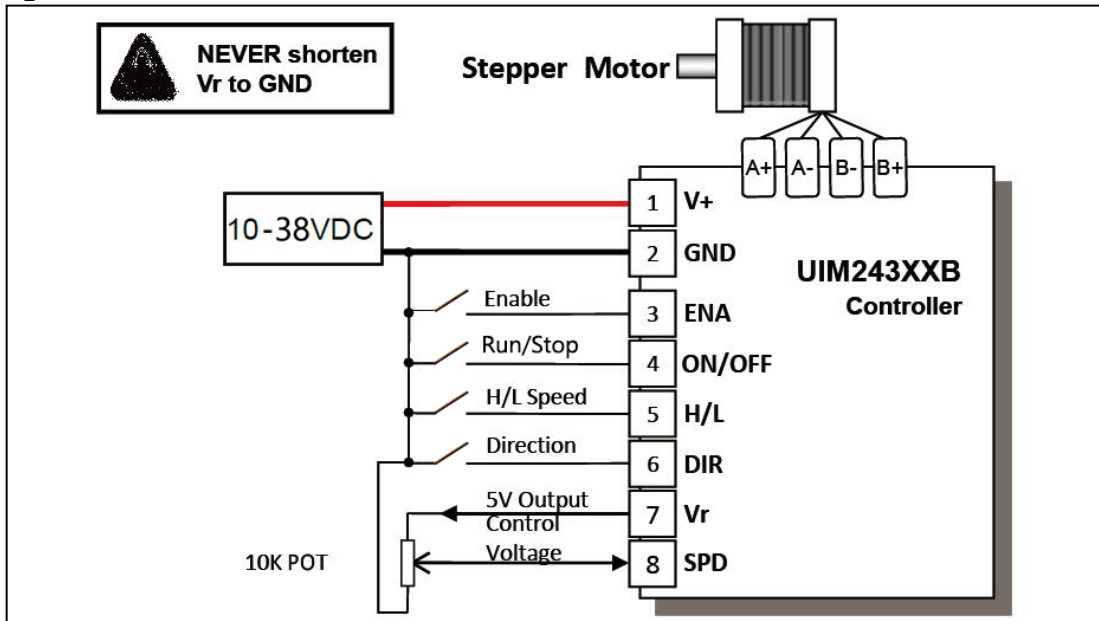 NEVER shorten
Vr to GND
Stepper Motor
A+ A- B- B+
10-38VDC
1 V+
2 GND
UIM243XXB
Controller
Enable
3 ENA
Run/Stop
4 ON/OFF
H/L Speed
5 H/L
Direction
6 DIR
5V Output
7 Vr
Control
Voltage
10K POT
8 SPD